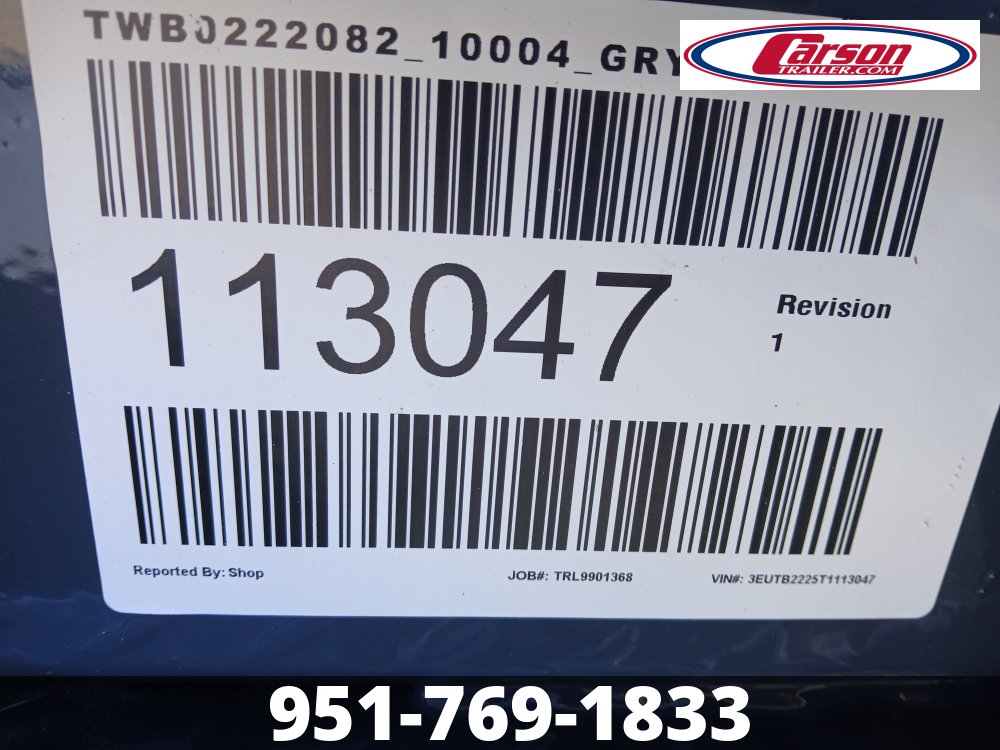 TWB0222082_10004_GRY
Carson
TRAILER.COM
113047
Revision
1
Reported By: Shop
JOB#: TRL9901368
VIN#: 3EUTB2225T1113047
951-769-1833